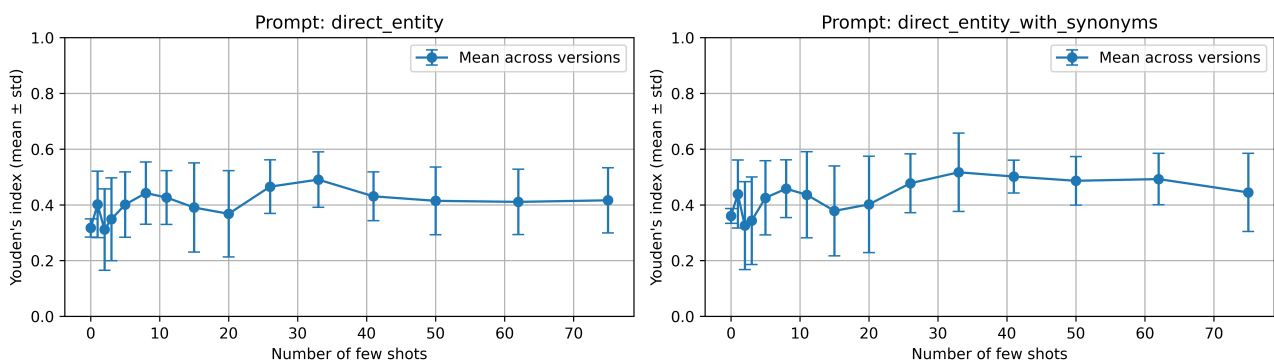 Prompt: direct_entity
Youden's index (mean ± std)
1.0
0.8
0.6
0.4
0.2
0.0
Mean across versions
0 10 20 30 40 50 60 70
Number of few shots
Prompt: direct_entity_with_synonyms
Youden's index (mean ± std)
1.0
0.8
0.6
0.4
0.2
0.0
Mean across versions
0 10 20 30 40 50 60 70
Number of few shots